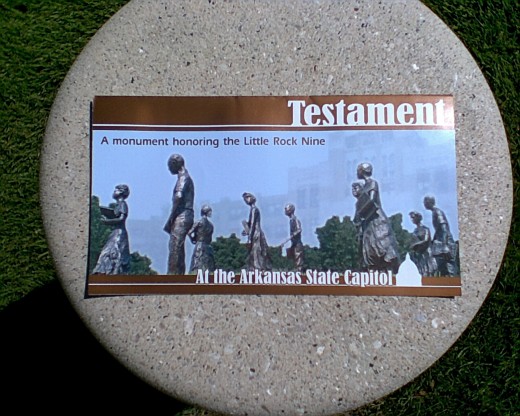 Testament
A monument honoring the Little Rock Nine
At the Arkansas State Capitol